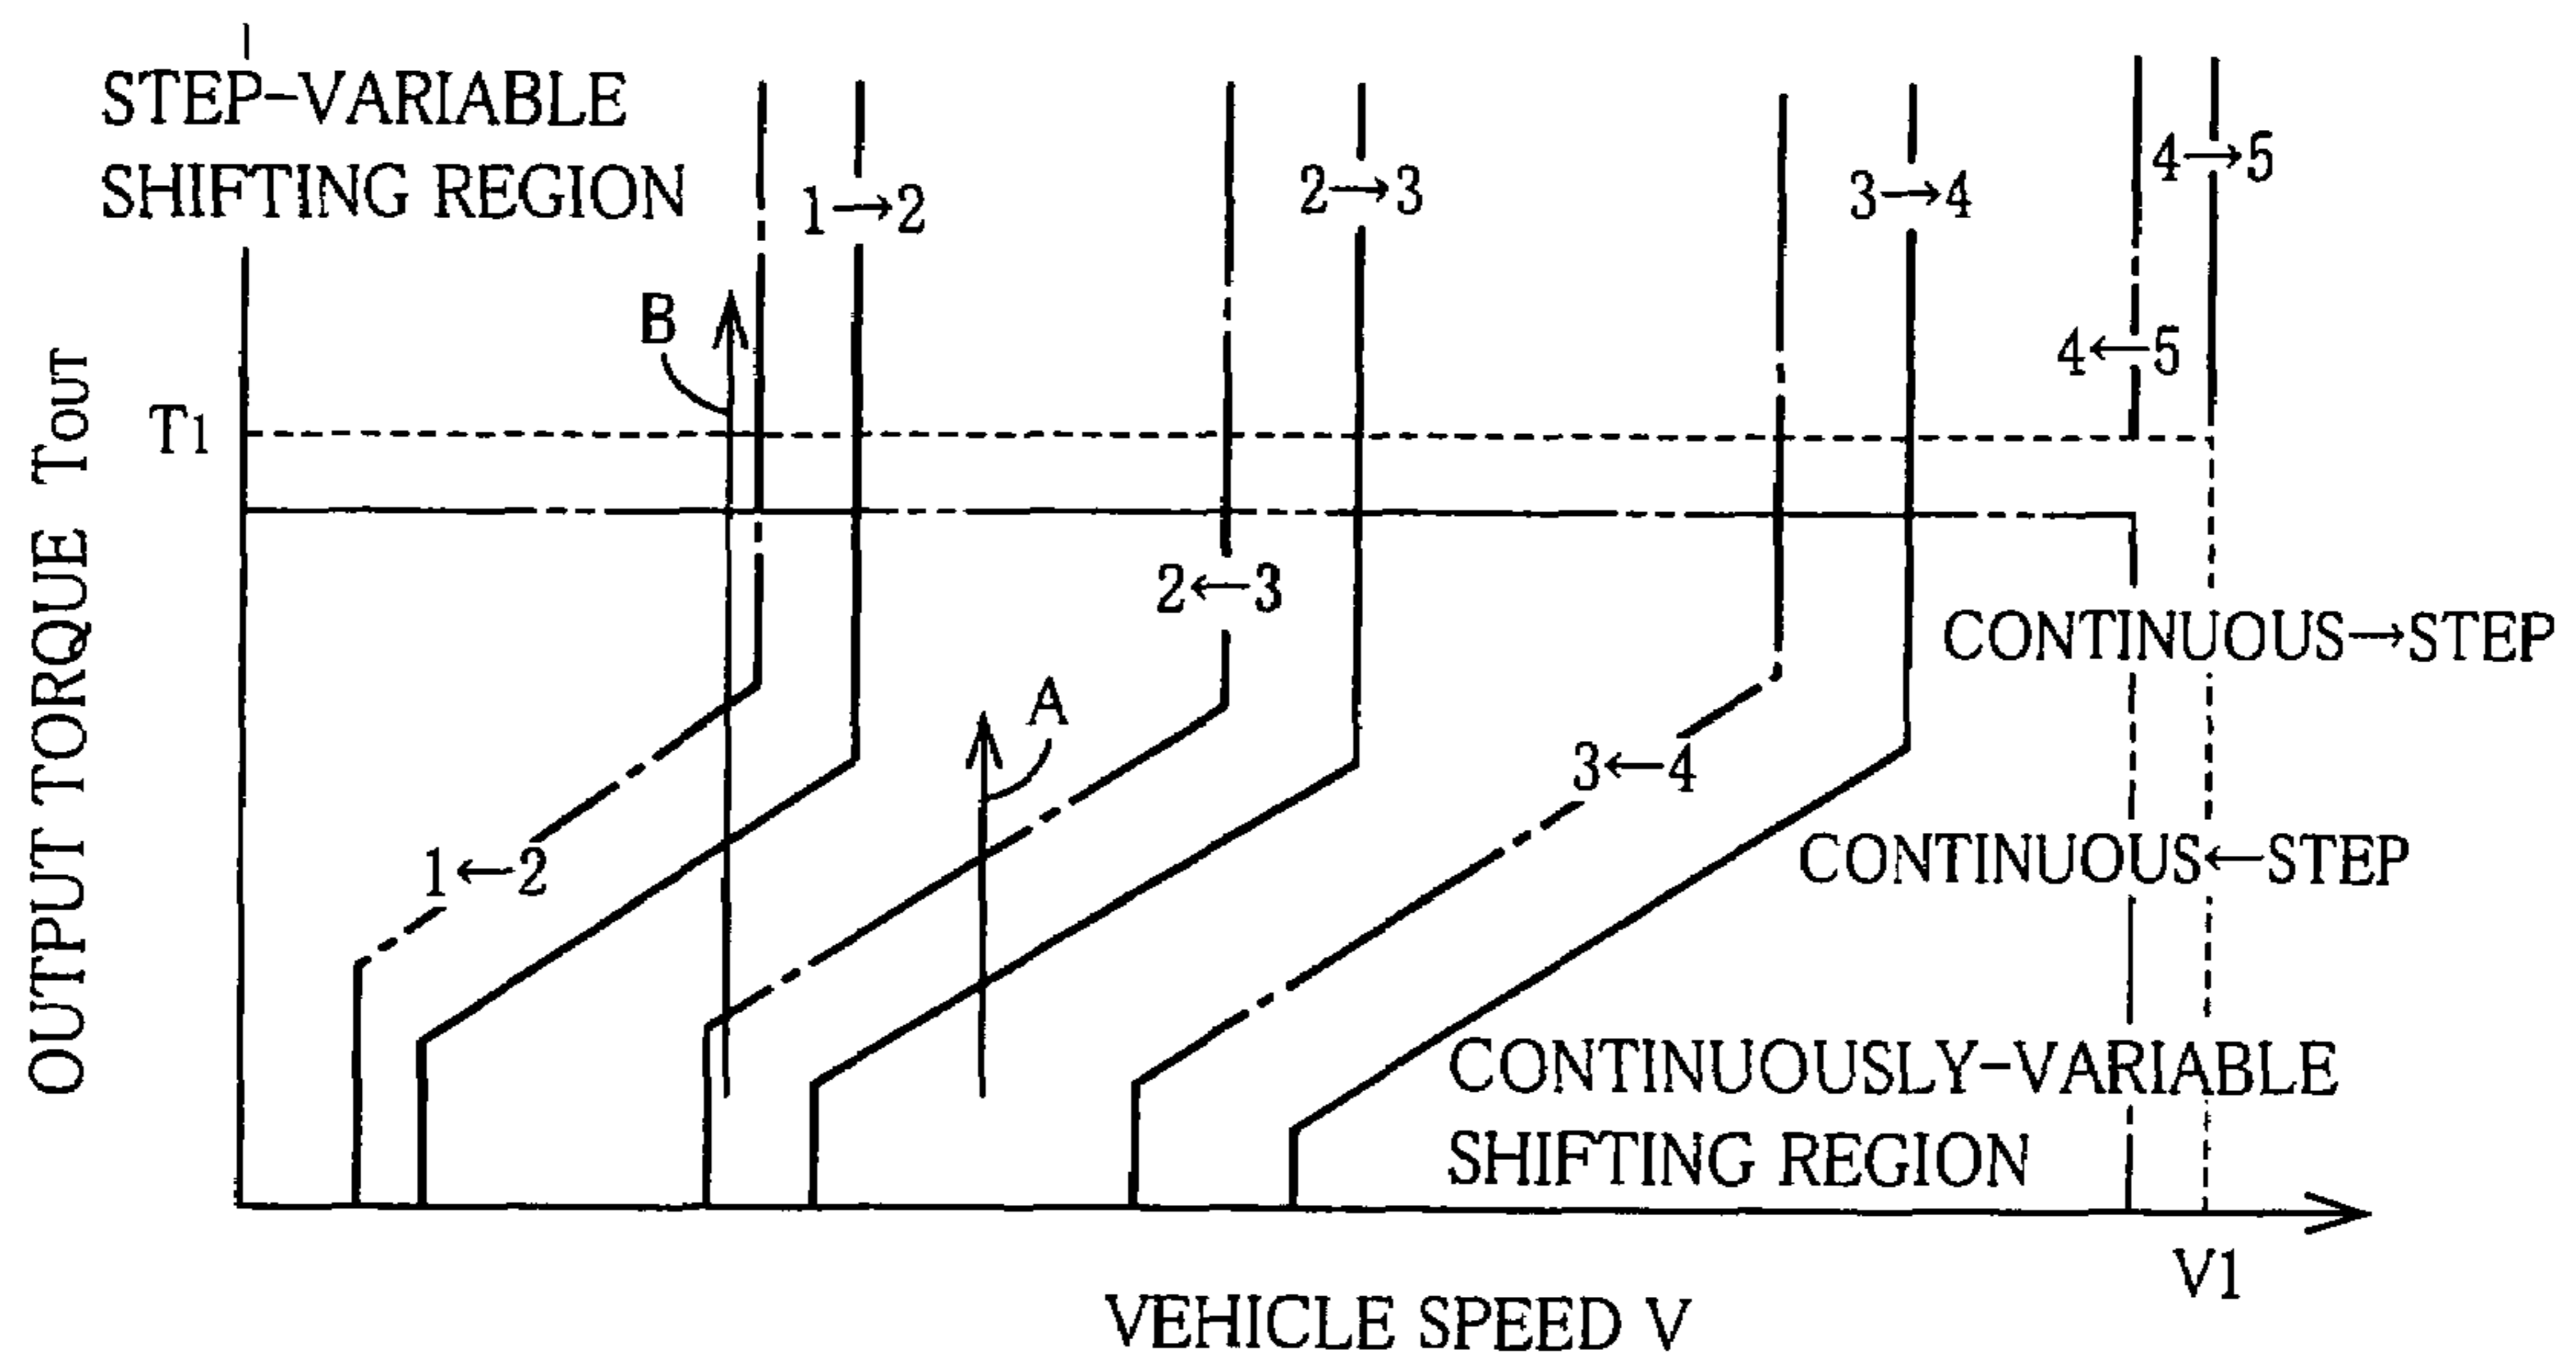 STEP-VARIABLE
SHIFTING REGION
1→2
2→3
3→4
4→5
4←5
B
T1
OUTPUT TORQUE TOUT
2←3
CONTINUOUS→STEP
A
3←4
1←2
CONTINUOUS←STEP
CONTINUOUSLY-VARIABLE
SHIFTING REGION
V1
VEHICLE SPEED V